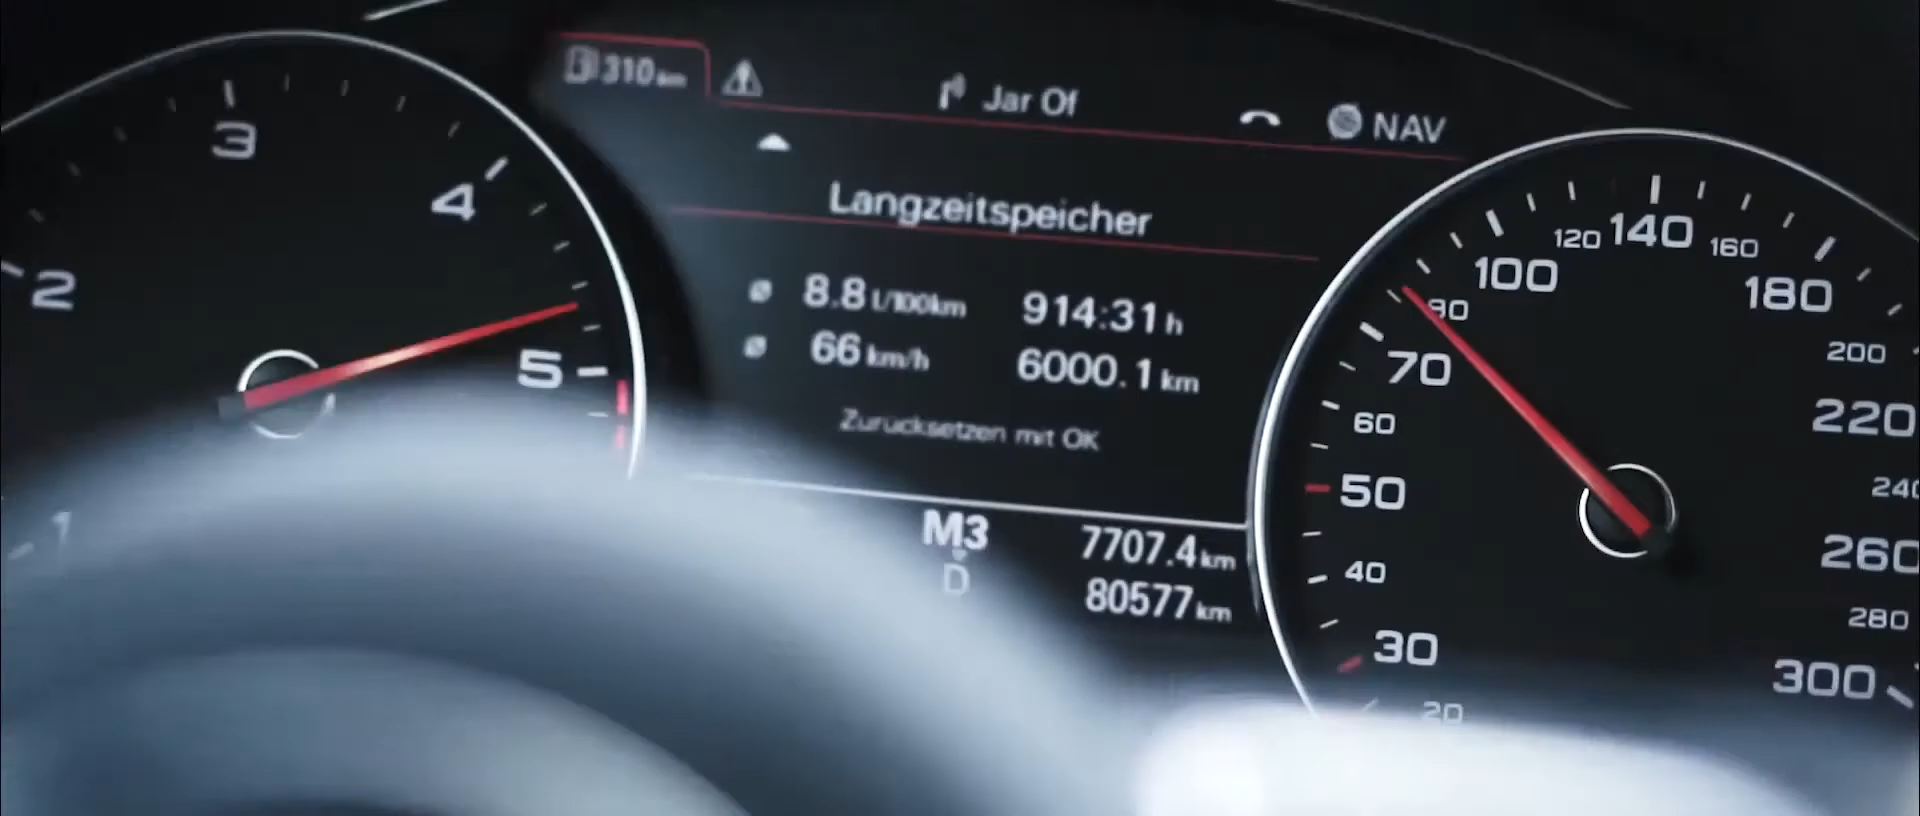 310 km
Jar Of
NAV
Langzeitspeicher
ø 8.8 l/100km 914:31 h
ø 66 km/h 6000.1 km
Zurücksetzen mit OK
M3
D
7707.4 km
80577 km
1
2
3
4
5
20
30
40
50
60
70
80
100
120
140
160
180
200
220
240
260
280
300